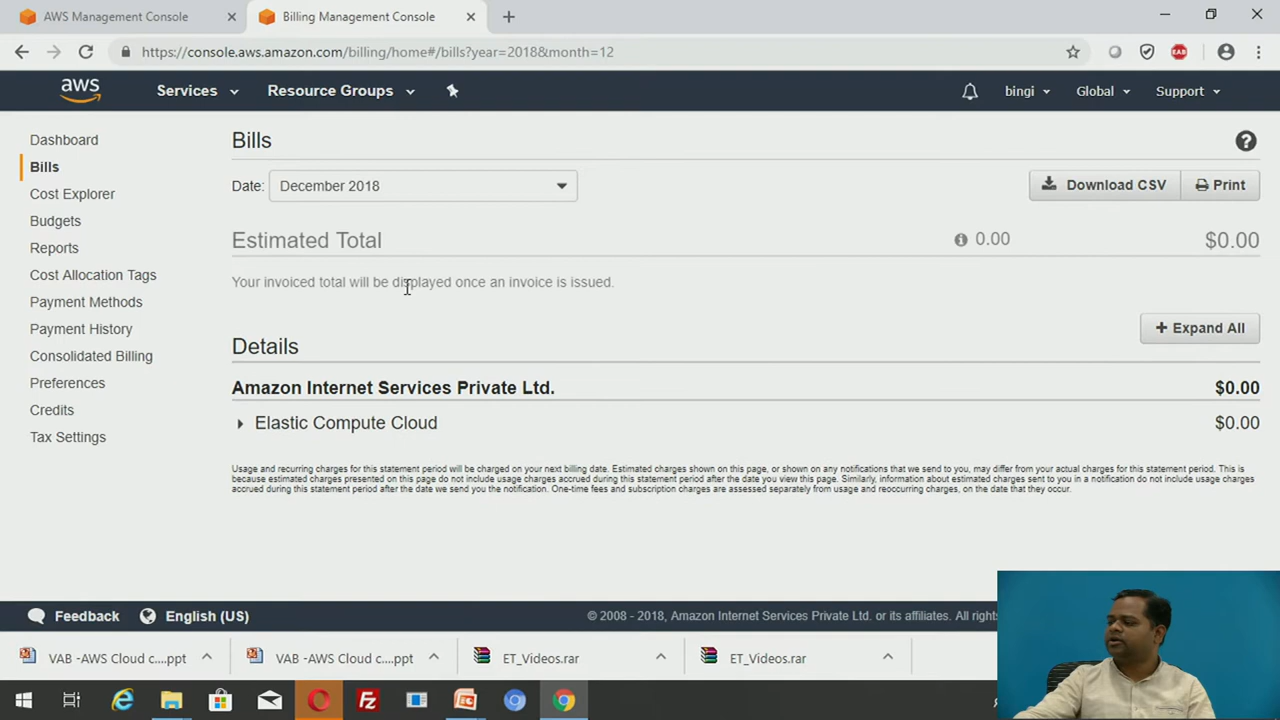 AWS Management Console
Billing Management Console
https://console.aws.amazon.com/billing/home#/bills?year=2018&month=12
EAB
aws
Services
Resource Groups
bingi
Global
Support
Dashboard
Bills
Cost Explorer
Budgets
Reports
Cost Allocation Tags
Payment Methods
Payment History
Consolidated Billing
Preferences
Credits
Tax Settings
Bills
Date:
December 2018
Download CSV
Print
Estimated Total
0.00
$0.00
Your invoiced total will be displayed once an invoice is issued.
Expand All
Details
Amazon Internet Services Private Ltd.
$0.00
Elastic Compute Cloud
$0.00
Usage and recurring charges for this statement period will be charged on your next billing date. Estimated charges shown on this page, or shown on any notifications that we send to you, may differ from your actual charges for this statement period. This is
because estimated charges presented on this page do not include usage charges accrued during this statement period after the date you view this page. Similarly, information about estimated charges sent to you in a notification do not include usage charges
accrued during this statement period after the date we send you the notification. One-time fees and subscription charges are assessed separately from usage and reoccurring charges, on the date that they occur.
Feedback
English (US)
© 2008 - 2018, Amazon Internet Services Private Ltd. or its affiliates. All rights
VAB -AWS Cloud c....ppt
VAB -AWS Cloud c....ppt
ET_Videos.rar
ET_Videos.rar